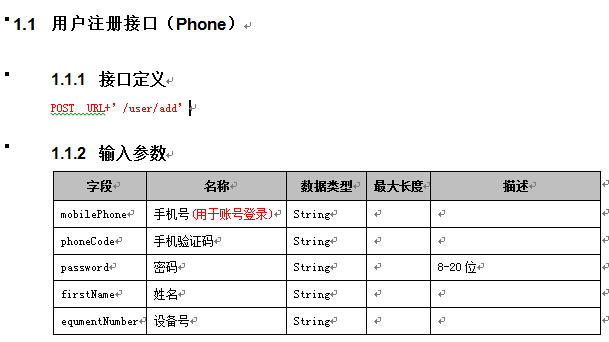 1.1 用户注册接口（Phone）
1.1.1 接口定义
POST URL+’/user/add’
1.1.2 输入参数
字段 名称 数据类型 最大长度 描述
mobilePhone 手机号(用于账号登录) String
phoneCode 手机验证码 String
password 密码 String 8-20位
firstName 姓名 String
equmentNumber 设备号 String